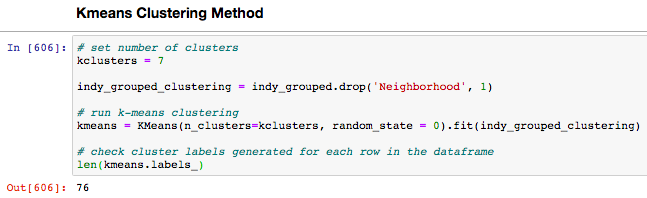 Kmeans Clustering Method
In [606]: # set number of clusters
kclusters = 7
indy_grouped_clustering = indy_grouped.drop('Neighborhood', 1)
# run k-means clustering
kmeans = KMeans(n_clusters=kclusters, random_state = 0).fit(indy_grouped_clustering)
# check cluster labels generated for each row in the dataframe
len(kmeans.labels_)
Out[606]: 76